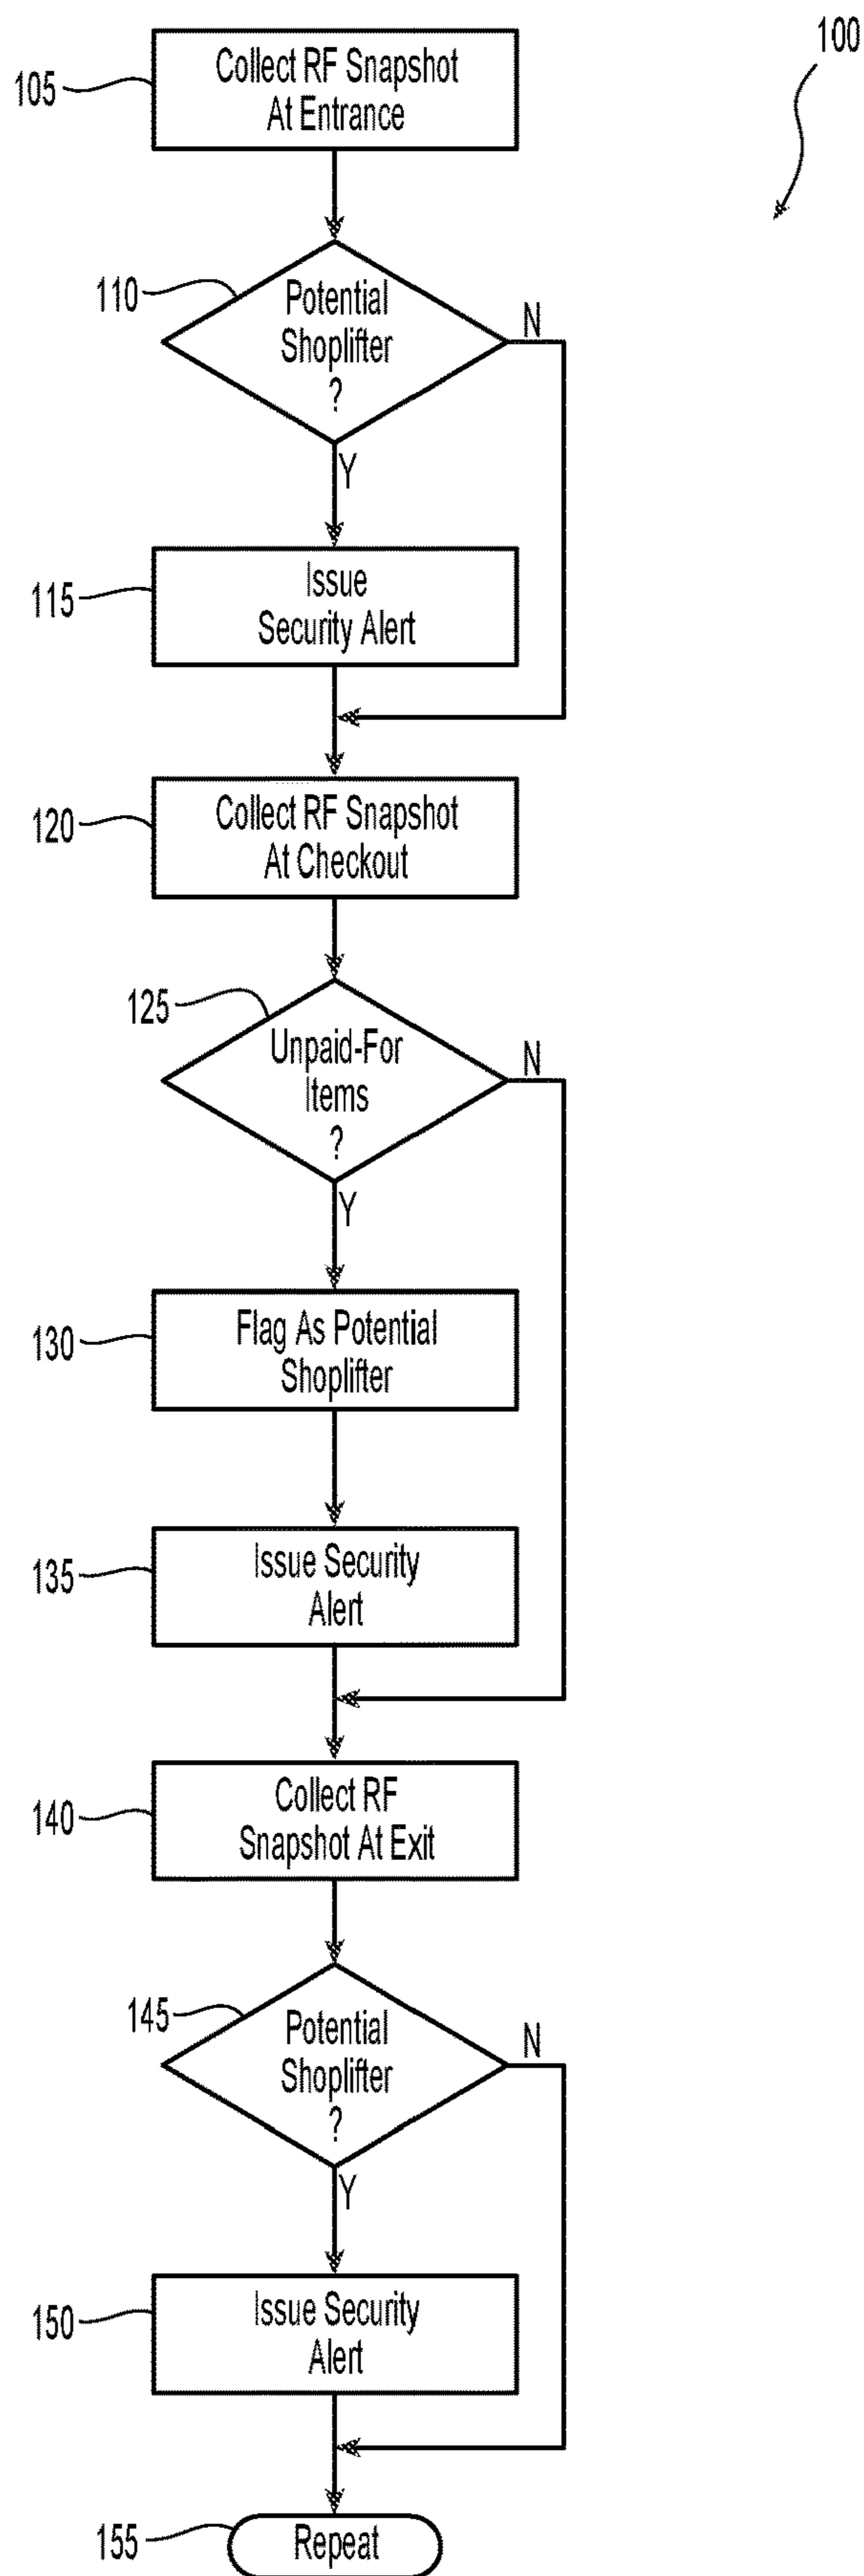 100
105
Collect RF Snapshot
At Entrance
110
Potential
Shoplifter
?
N
Y
115
Issue
Security Alert
120
Collect RF Snapshot
At Checkout
125
Unpaid-For
Items
?
N
Y
130
Flag As Potential
Shoplifter
135
Issue Security
Alert
140
Collect RF
Snapshot At Exit
145
Potential
Shoplifter
?
N
Y
150
Issue Security
Alert
155
Repeat